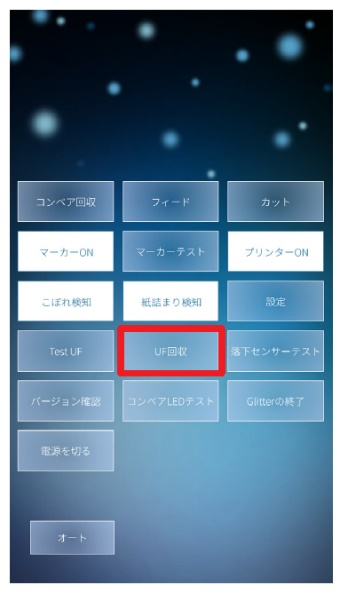 コンベア回収 フィード カット
マーカーON マーカーテスト プリンターON
こぼれ検知 紙詰まり検知 設定
Test UF UF回収 落下センサーテスト
バージョン確認 コンベアLEDテスト Glitterの終了
電源を切る
オート